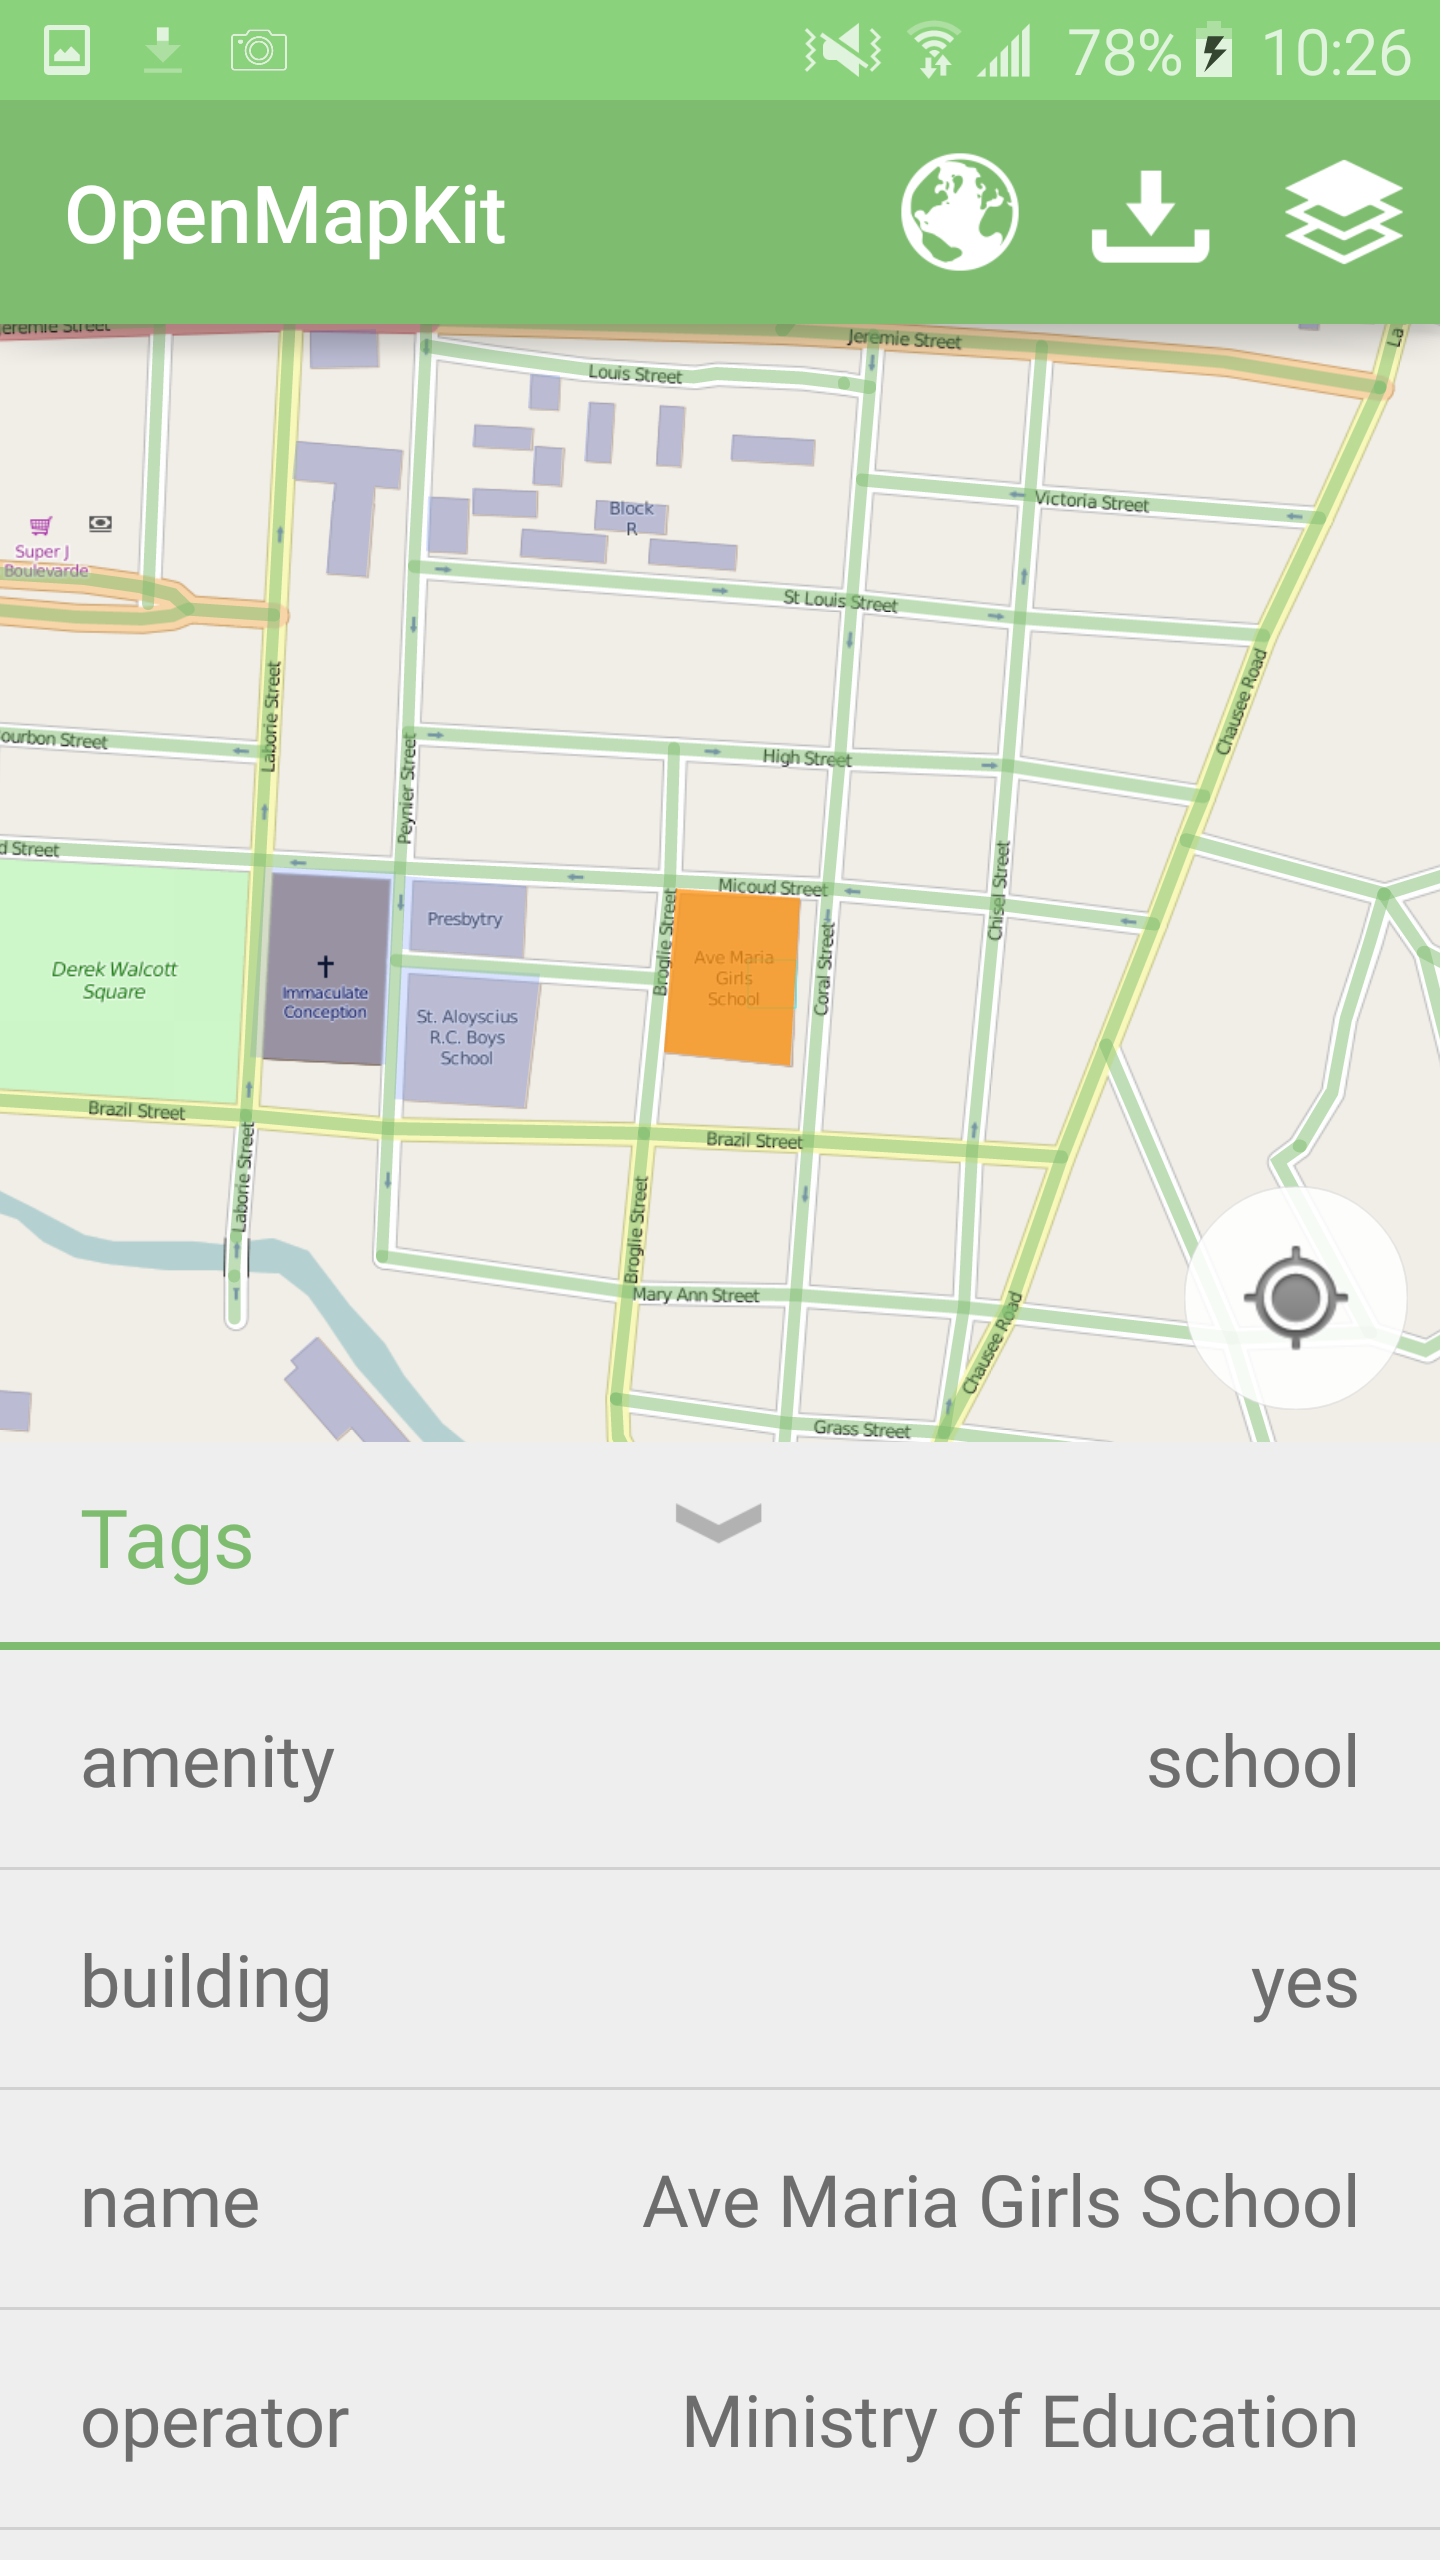 78% 10:26
OpenMapKit
Jeremie Street
Jeremie Street
La
Louis Street
Victoria Street
Block
R
Super J
Boulevarde
St Louis Street
Laborie Street
Chausee Road
ourbon Street
Peynier Street
High Street
d Street
Micoud Street
Chisel Street
Presbytry
Broglie Street
Ave Maria
Girls
School
Coral Street
Derek Walcott
Square
Immaculate
Conception
St. Aloyscius
R.C. Boys
School
Brazil Street
Brazil Street
Laborie Street
Broglie Street
Mary Ann Street
Chausee Road
Grass Street
Tags
amenity school
building yes
name Ave Maria Girls School
operator Ministry of Education